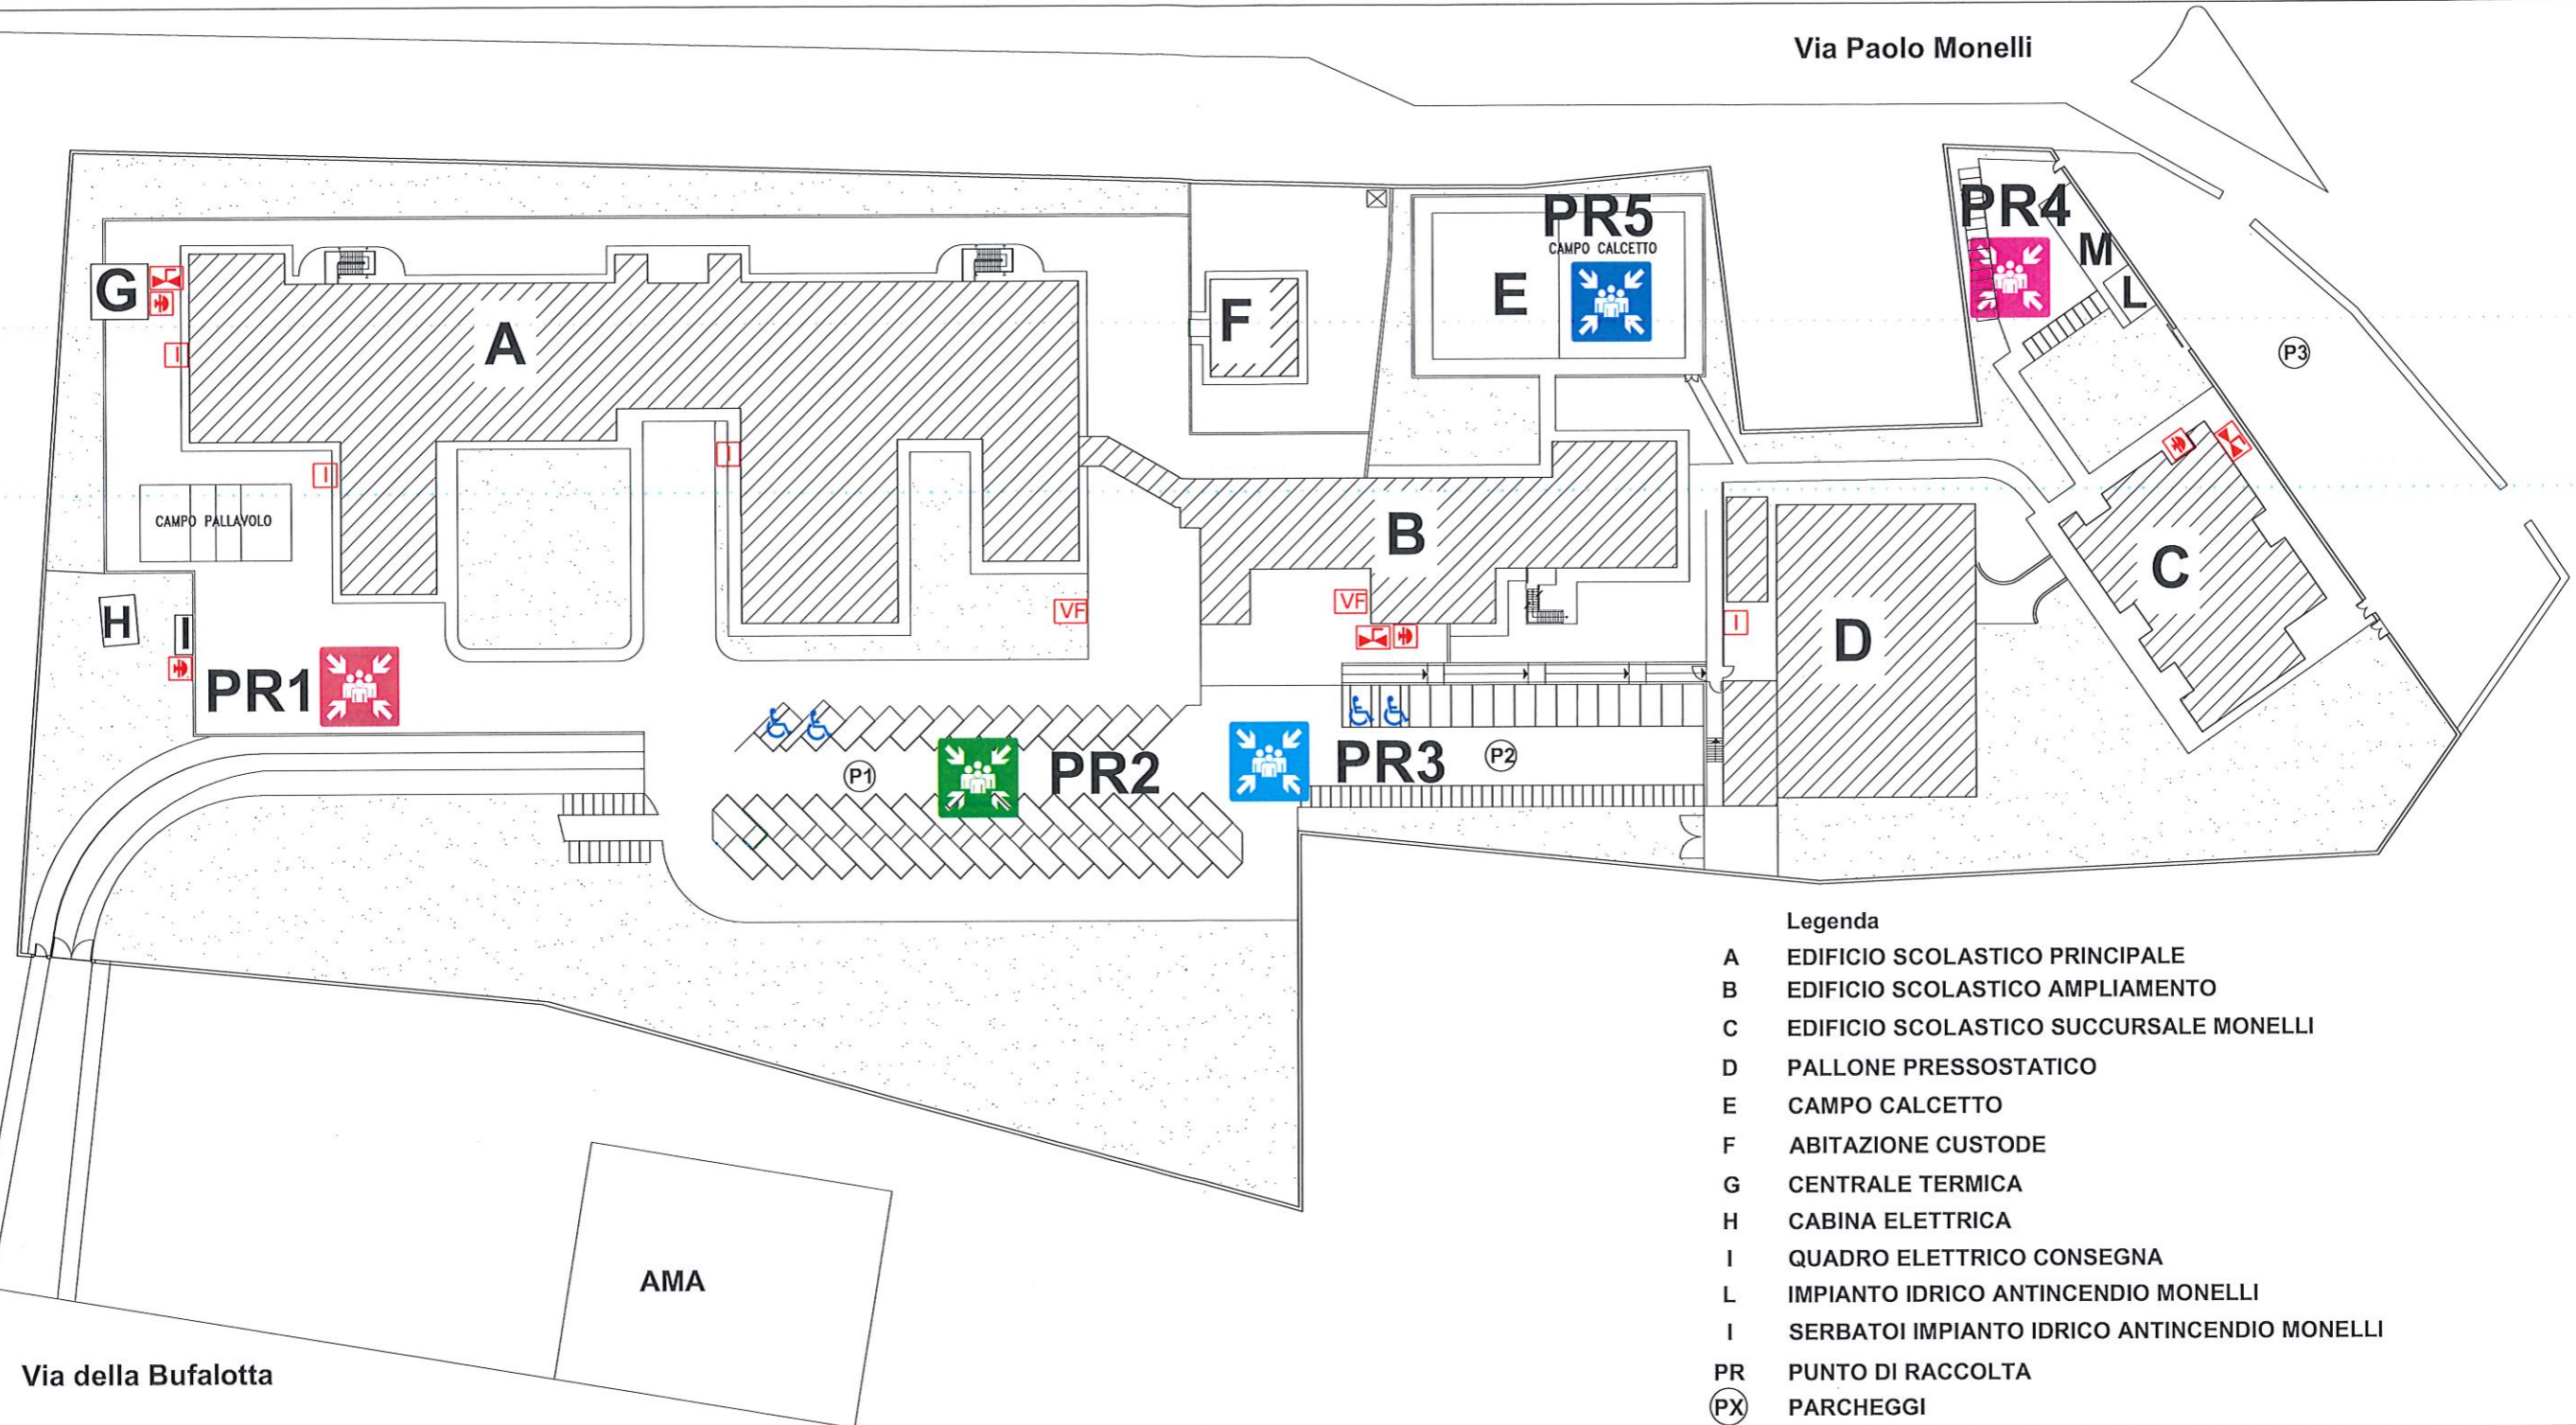 Via Paolo Monelli
PR5
CAMPO CALCETTO
PR4
M
L
G
A
F
E
P3
I
I
I
CAMPO PALLAVOLO
B
C
H
I
VF
VF
I
D
PR1
P1
PR2
PR3
P2
Legenda
A EDIFICIO SCOLASTICO PRINCIPALE
B EDIFICIO SCOLASTICO AMPLIAMENTO
C EDIFICIO SCOLASTICO SUCCURSALE MONELLI
D PALLONE PRESSOSTATICO
E CAMPO CALCETTO
F ABITAZIONE CUSTODE
G CENTRALE TERMICA
H CABINA ELETTRICA
I QUADRO ELETTRICO CONSEGNA
L IMPIANTO IDRICO ANTINCENDIO MONELLI
I SERBATOI IMPIANTO IDRICO ANTINCENDIO MONELLI
PR PUNTO DI RACCOLTA
PX PARCHEGGI
AMA
Via della Bufalotta